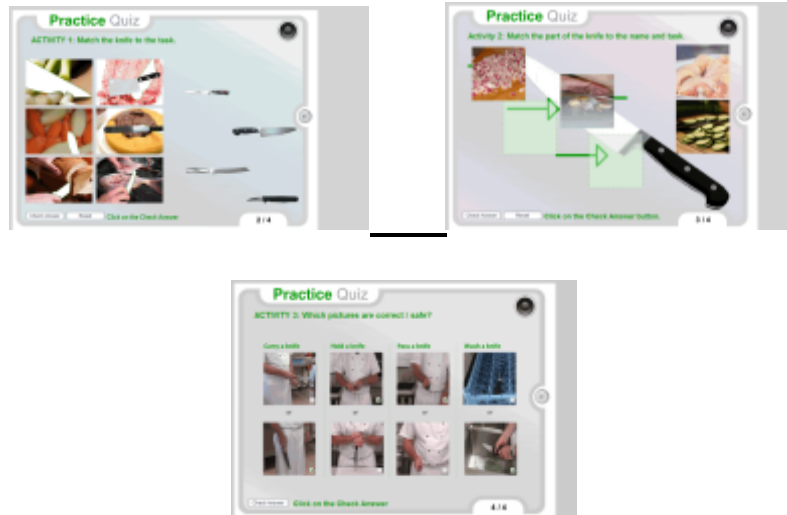 Practice Quiz
ACTIVITY 1: Match the knife to the task.
Check Answer Reset Click on the Check Answer
2 / 4
Practice Quiz
Activity 2: Match the part of the knife to the name and task.
Check Answer Reset Click on the Check Answer button.
3 / 4
Practice Quiz
ACTIVITY 3: Which pictures are correct / safe?
Carry a knife Hold a knife Pass a knife Wash a knife
or or or or
Check Answer Click on the Check Answer
4 / 4